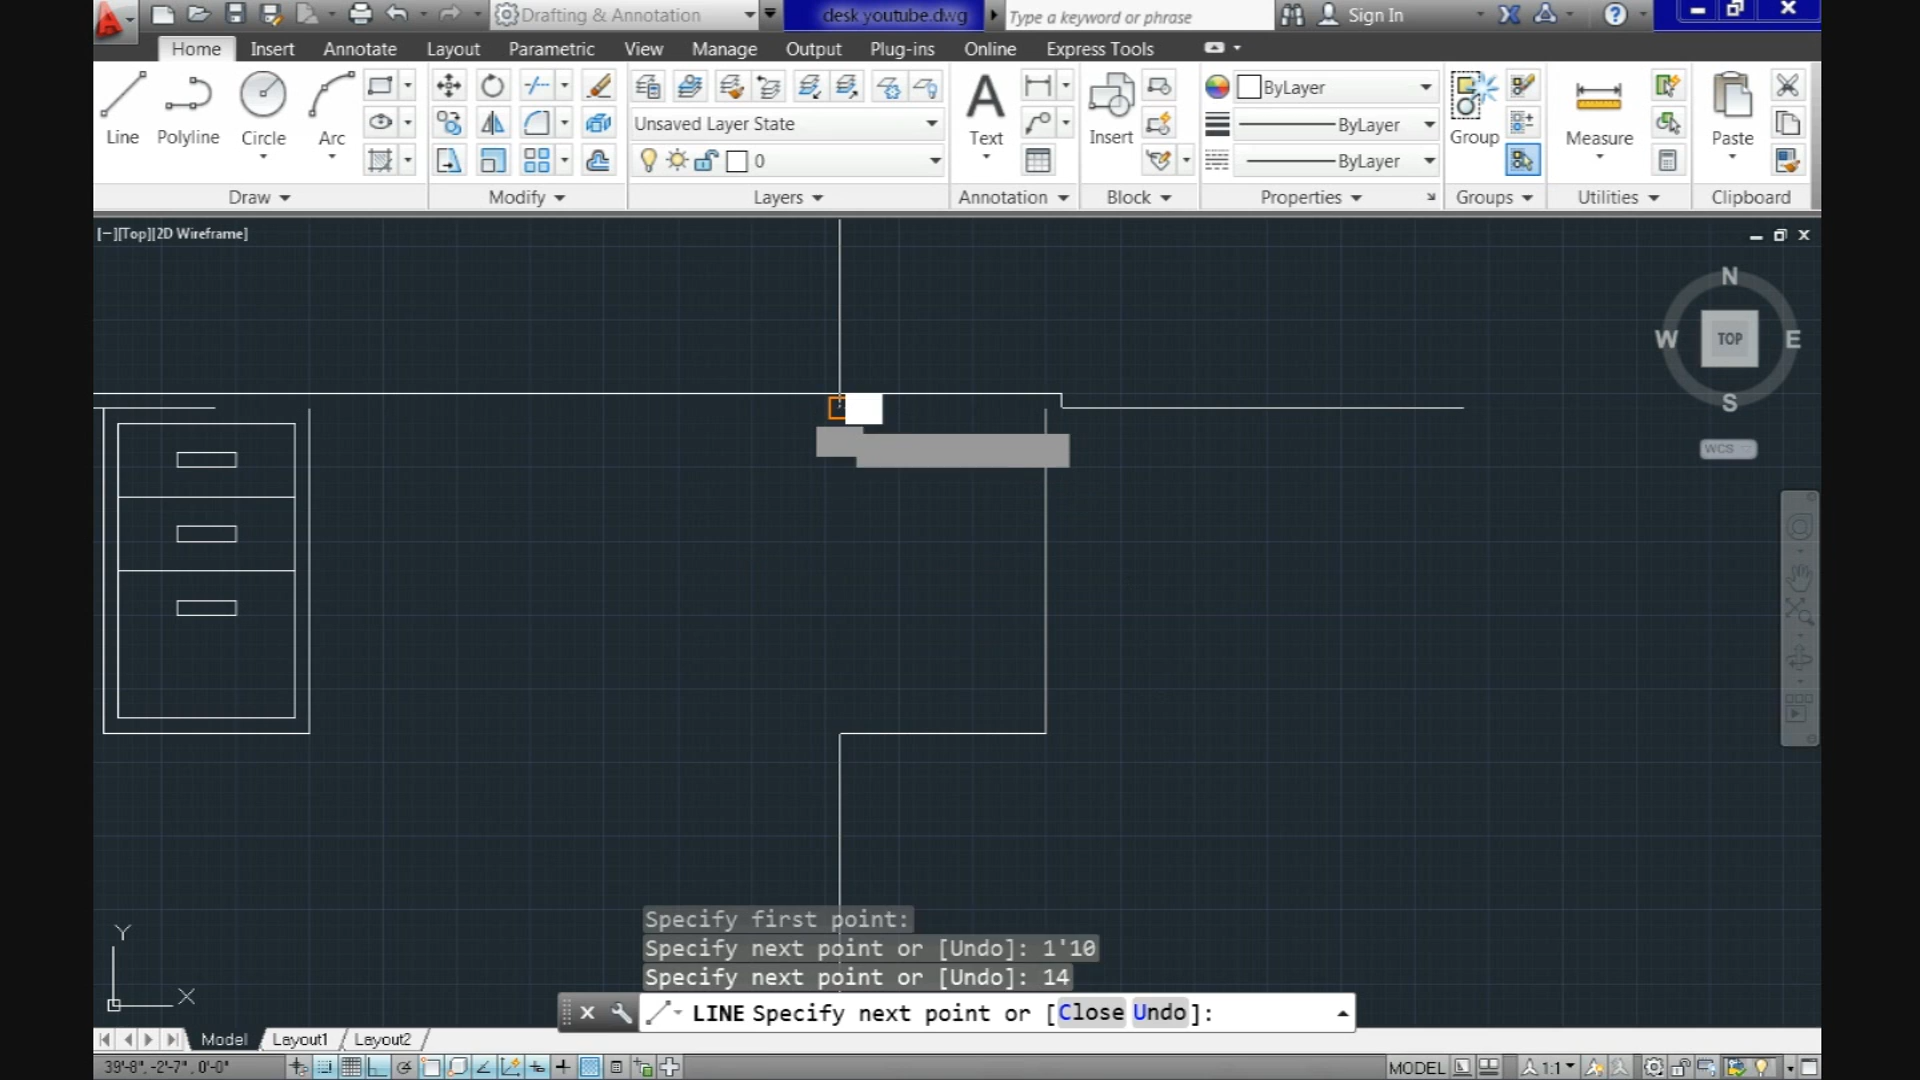 Drafting & Annotation
desk youtube.dwg
Type a keyword or phrase
Sign In
Home Insert Annotate Layout Parametric View Manage Output Plug-ins Online Express Tools
Line Polyline Circle Arc
Unsaved Layer State
0
Text
Insert
ByLayer
ByLayer
ByLayer
Group
Measure
Paste
Draw Modify Layers Annotation Block Properties Groups Utilities Clipboard
[−][Top][2D Wireframe]
N
W TOP E
S
WCS
Y
X
Specify first point:
Specify next point or [Undo]: 1'10
Specify next point or [Undo]: 14
LINE Specify next point or [Close Undo]:
Model Layout1 Layout2
39'-8", -2'-7", 0'-0"
MODEL
1:1